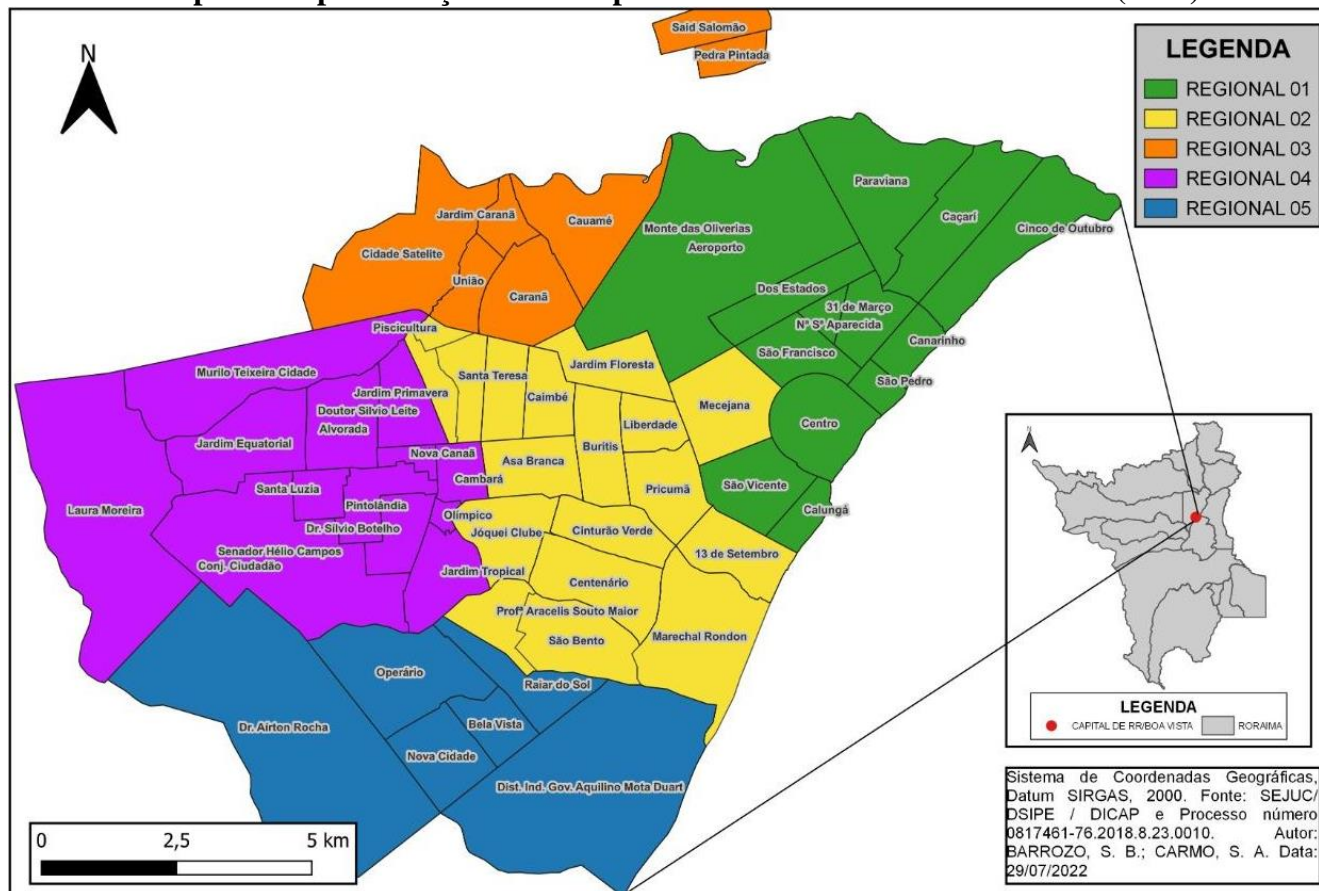 N
Said Salomão
Pedra Pintada
LEGENDA
REGIONAL 01
REGIONAL 02
REGIONAL 03
REGIONAL 04
REGIONAL 05
Paraviana
Caçari
Cinco de Outubro
Monte das Oliverias
Aeroporto
Dos Estados
31 de Março
Nª Sª Aparecida
São Francisco
Canarinho
São Pedro
Centro
São Vicente
Calungá
Jardim Caranã
Cauamé
Cidade Satelite
União
Caranã
Piscicultura
Santa Teresa
Caimbé
Jardim Floresta
Mecejana
Liberdade
Buritis
Asa Branca
Pricumã
Jóquei Clube
Cinturão Verde
13 de Setembro
Centenário
Profª Aracelis Souto Maior
São Bento
Marechal Rondon
Murilo Teixeira Cidade
Jardim Primavera
Doutor Silvio Leite
Alvorada
Jardim Equatorial
Nova Canaã
Cambará
Santa Luzia
Pintolândia
Laura Moreira
Dr. Sílvio Botelho
Olímpico
Senador Hélio Campos
Conj. Ciudadão
Jardim Tropical
Operário
Raiar do Sol
Dr. Aírton Rocha
Bela Vista
Nova Cidade
Dist. Ind. Gov. Aquilino Mota Duart
0 2,5 5 km
N
LEGENDA
CAPITAL DE RR/BOA VISTA RORAIMA
Sistema de Coordenadas Geográficas,
Datum SIRGAS, 2000. Fonte: SEJUC/
DSIPE / DICAP e Processo número
0817461-76.2018.8.23.0010. Autor:
BARROZO, S. B.; CARMO, S. A. Data:
29/07/2022